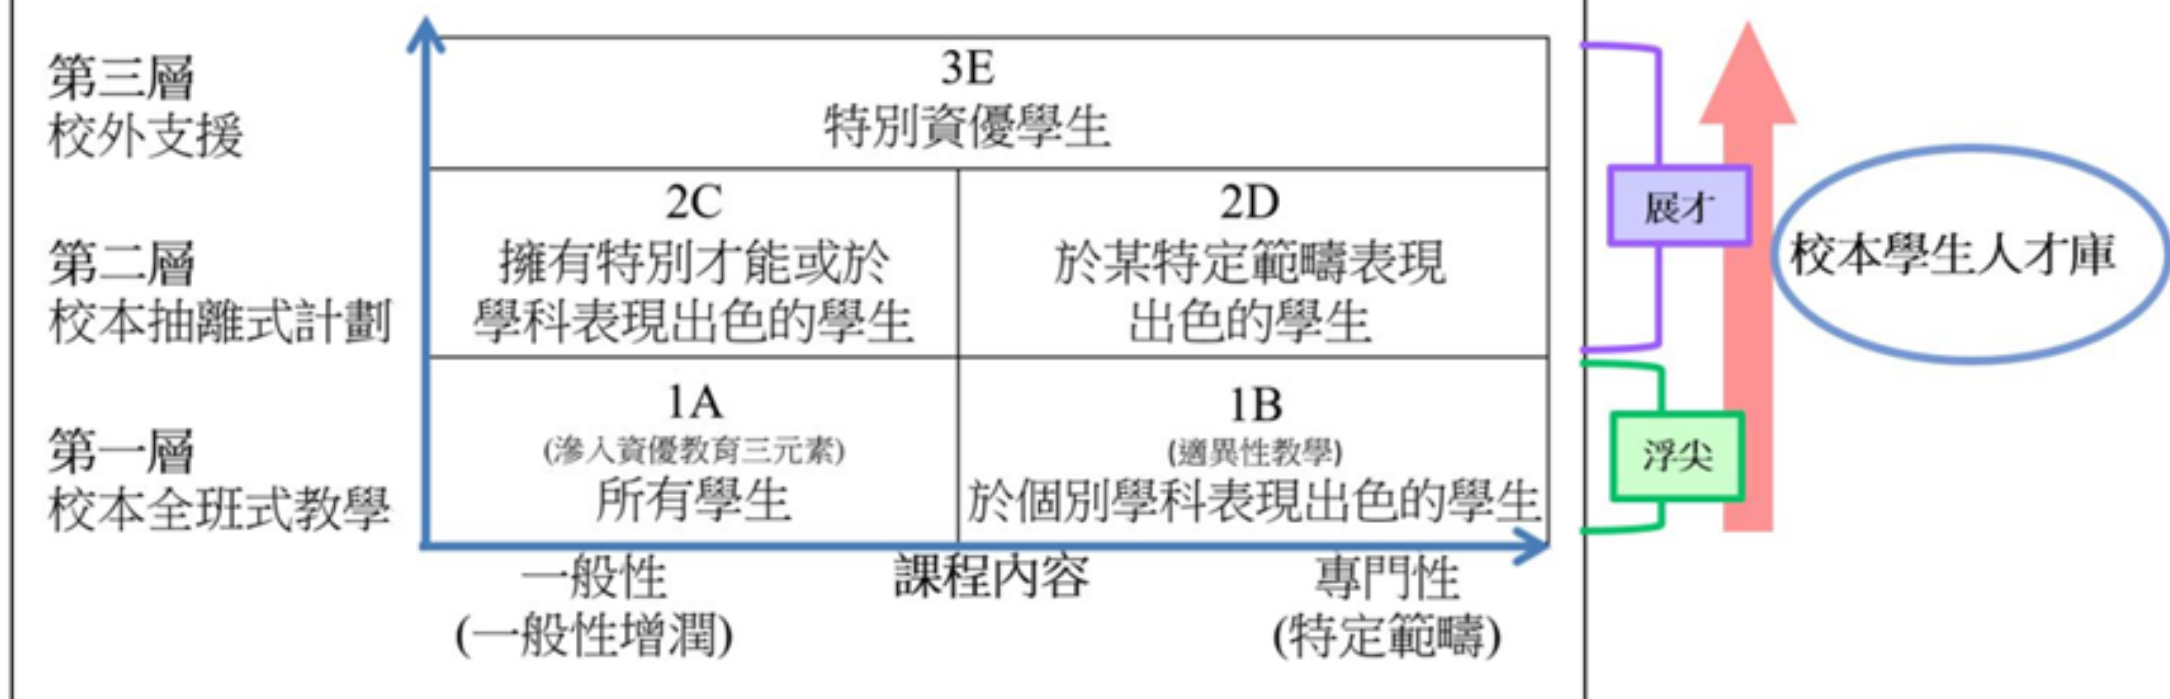 第三層
校外支援
3E
特別資優學生
第二層
校本抽離式計劃
2C
擁有特別才能或於
學科表現出色的學生
2D
於某特定範疇表現
出色的學生
第一層
校本全班式教學
1A
(滲入資優教育三元素)
所有學生
1B
(適異性教學)
於個別學科表現出色的學生
一般性
(一般性增潤)
課程內容
專門性
(特定範疇)
展才
浮尖
校本學生人才庫